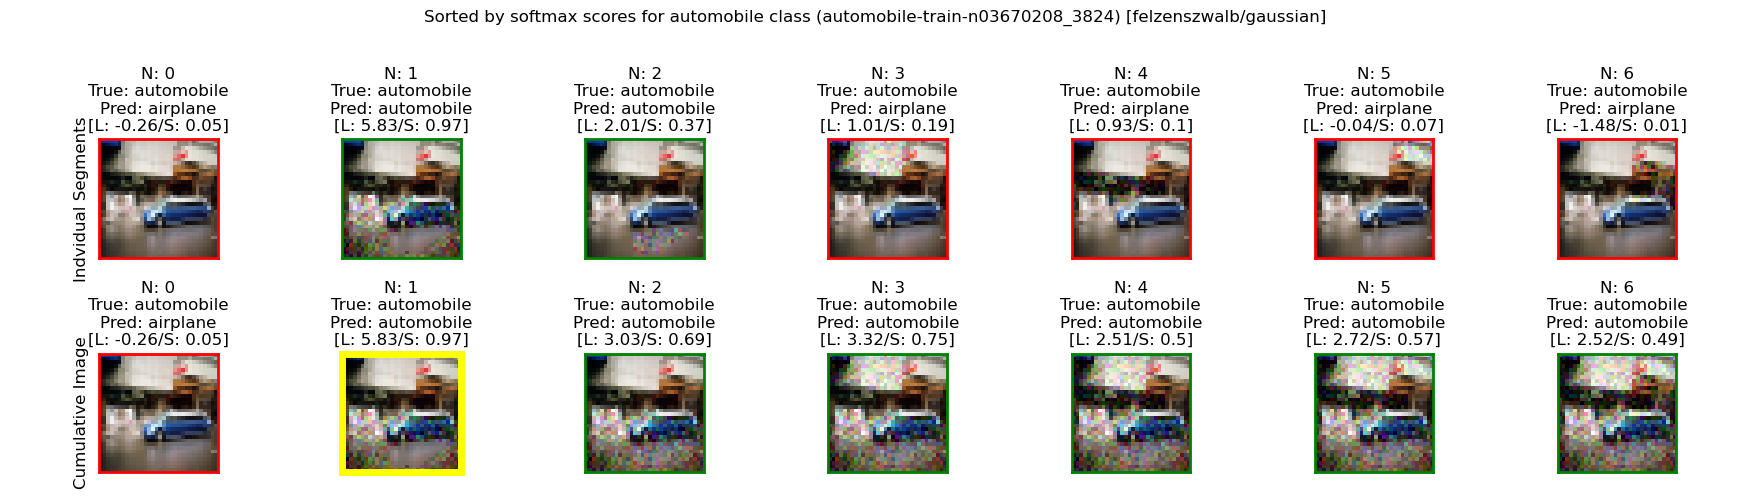 Sorted by softmax scores for automobile class (automobile-train-n03670208_3824) [felzenszwalb/gaussian]
Indvidual Segments
N: 0
True: automobile
Pred: airplane
[L: -0.26/S: 0.05]
N: 1
True: automobile
Pred: automobile
[L: 5.83/S: 0.97]
N: 2
True: automobile
Pred: automobile
[L: 2.01/S: 0.37]
N: 3
True: automobile
Pred: airplane
[L: 1.01/S: 0.19]
N: 4
True: automobile
Pred: airplane
[L: 0.93/S: 0.1]
N: 5
True: automobile
Pred: airplane
[L: -0.04/S: 0.07]
N: 6
True: automobile
Pred: airplane
[L: -1.48/S: 0.01]
Cumulative Image
N: 0
True: automobile
Pred: airplane
[L: -0.26/S: 0.05]
N: 1
True: automobile
Pred: automobile
[L: 5.83/S: 0.97]
N: 2
True: automobile
Pred: automobile
[L: 3.03/S: 0.69]
N: 3
True: automobile
Pred: automobile
[L: 3.32/S: 0.75]
N: 4
True: automobile
Pred: automobile
[L: 2.51/S: 0.5]
N: 5
True: automobile
Pred: automobile
[L: 2.72/S: 0.57]
N: 6
True: automobile
Pred: automobile
[L: 2.52/S: 0.49]